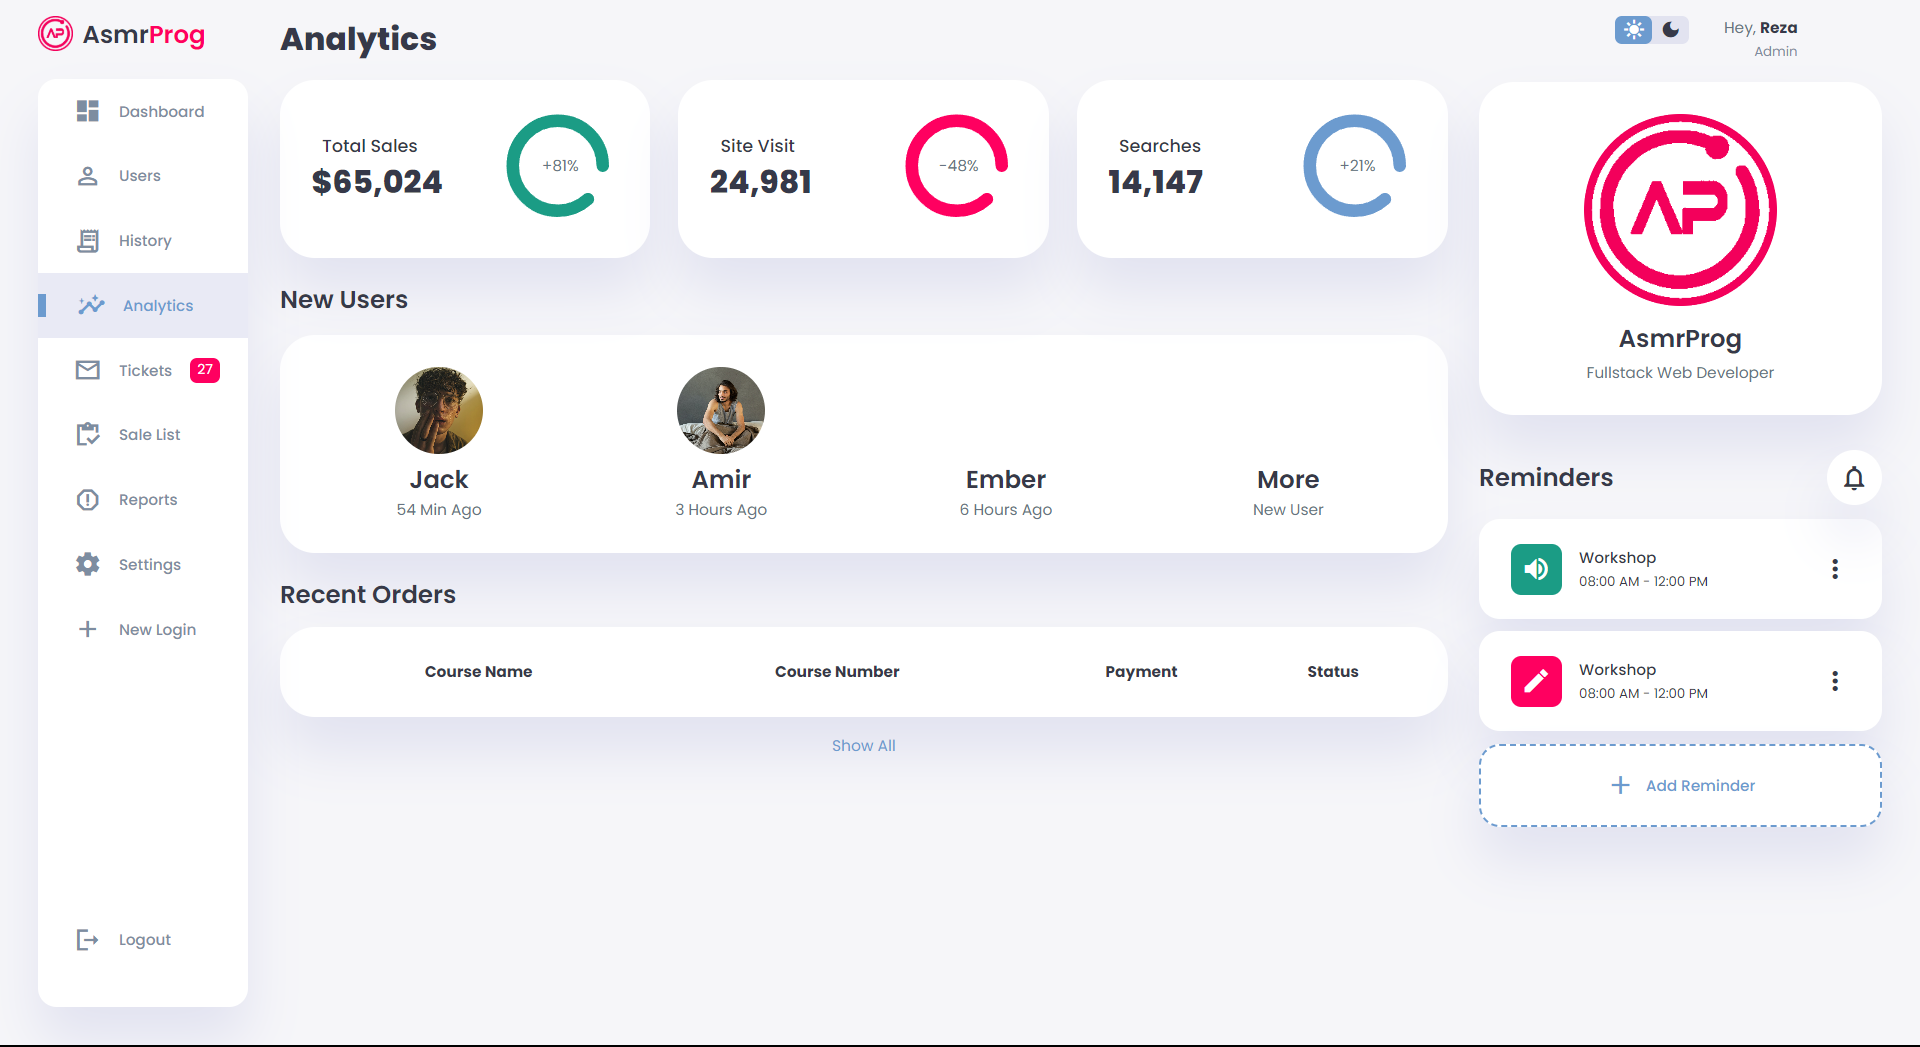 AsmrProg
Dashboard
Users
History
Analytics
Tickets 27
Sale List
Reports
Settings
New Login
Logout
Analytics
Total Sales
$65,024
+81%
Site Visit
24,981
-48%
Searches
14,147
+21%
New Users
Jack
54 Min Ago
Amir
3 Hours Ago
Ember
6 Hours Ago
More
New User
Recent Orders
Course Name Course Number Payment Status
Show All
Hey, Reza
Admin
AP
AsmrProg
Fullstack Web Developer
Reminders
Workshop
08:00 AM - 12:00 PM
Workshop
08:00 AM - 12:00 PM
Add Reminder